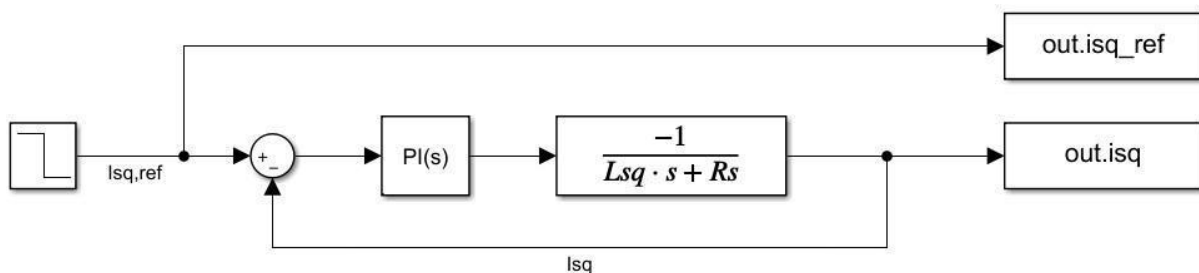 out.isq_ref
Isq,ref
+
−
PI(s)
−1
Lsq · s + Rs
out.isq
Isq